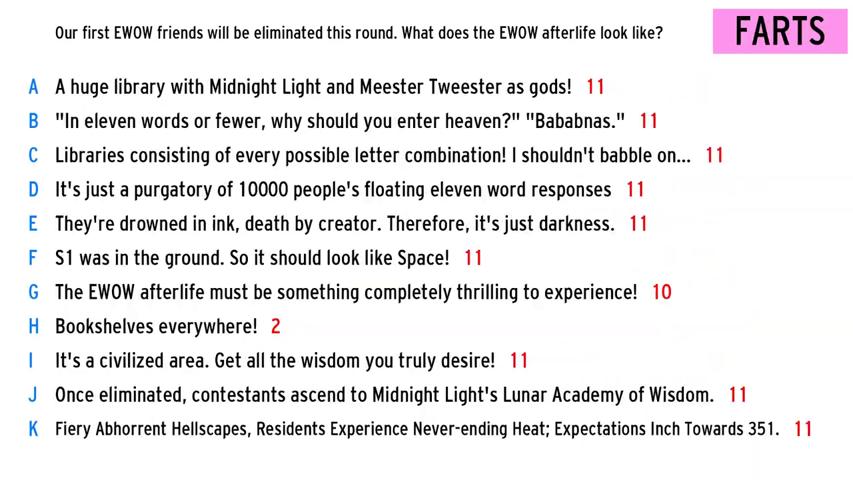 Our first EWOW friends will be eliminated this round. What does the EWOW afterlife look like?
FARTS
A A huge library with Midnight Light and Meester Tweester as gods! 11
B "In eleven words or fewer, why should you enter heaven?" "Bababnas." 11
C Libraries consisting of every possible letter combination! I shouldn't babble on... 11
D It's just a purgatory of 10000 people's floating eleven word responses 11
E They're drowned in ink, death by creator. Therefore, it's just darkness. 11
F S1 was in the ground. So it should look like Space! 11
G The EWOW afterlife must be something completely thrilling to experience! 10
H Bookshelves everywhere! 2
I It's a civilized area. Get all the wisdom you truly desire! 11
J Once eliminated, contestants ascend to Midnight Light's Lunar Academy of Wisdom. 11
K Fiery Abhorrent Hellscapes, Residents Experience Never-ending Heat; Expectations Inch Towards 351. 11